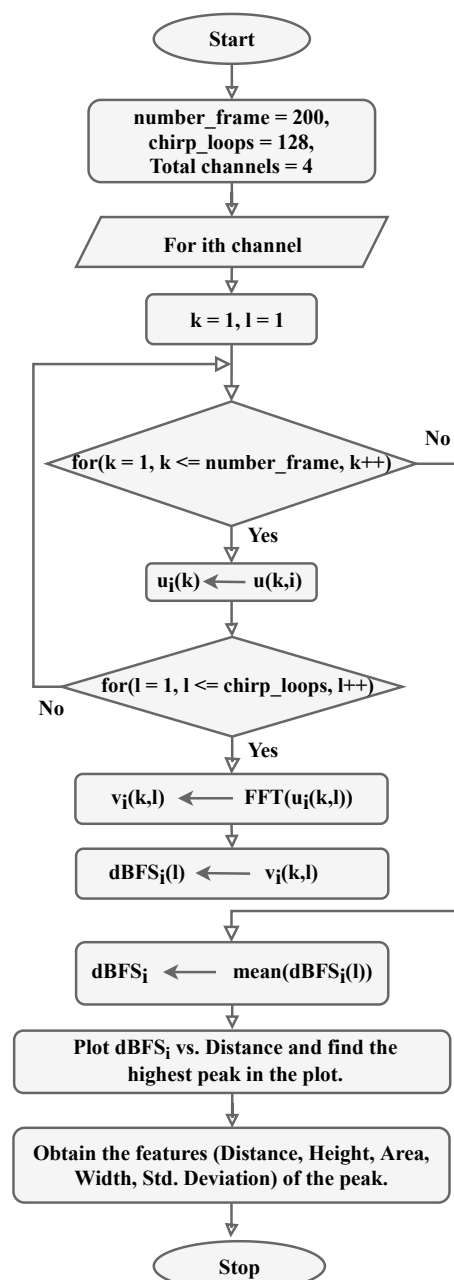 Start
number_frame = 200,
chirp_loops = 128,
Total channels = 4
For ith channel
k = 1, l = 1
for(k = 1, k <= number_frame, k++)
No
Yes
uᵢ(k) ← u(k,i)
for(l = 1, l <= chirp_loops, l++)
No
Yes
vᵢ(k,l) ← FFT(uᵢ(k,l))
dBFSᵢ(l) ← vᵢ(k,l)
dBFSᵢ ← mean(dBFSᵢ(l))
Plot dBFSᵢ vs. Distance and find the
highest peak in the plot.
Obtain the features (Distance, Height, Area,
Width, Std. Deviation) of the peak.
Stop